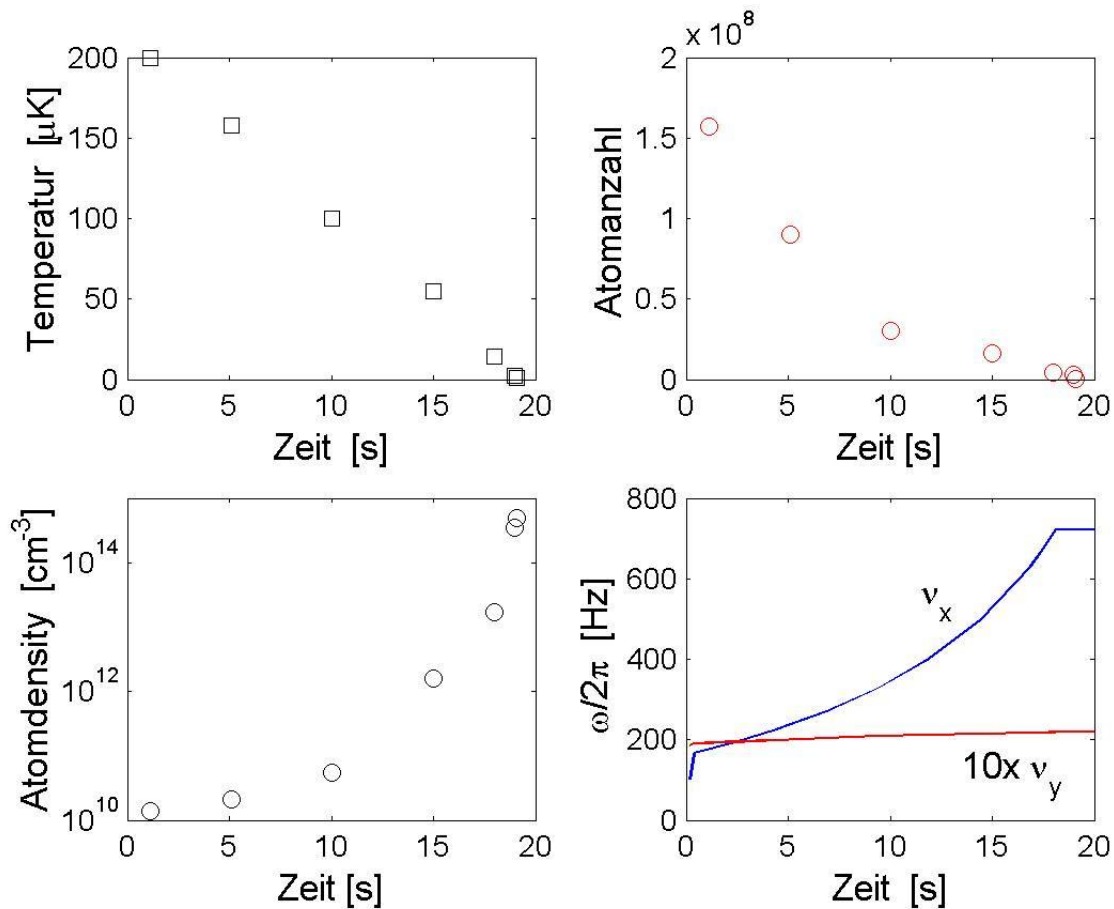 x 10^8
200
150
100
50
0
Temperatur [μK]
0 5 10 15 20
Zeit [s]
2
1.5
1
0.5
0
Atomanzahl
0 5 10 15 20
Zeit [s]
10^14
10^12
10^10
Atomdensity [cm^-3]
0 5 10 15 20
Zeit [s]
800
600
400
200
0
ω/2π [Hz]
ν_x
10x ν_y
0 5 10 15 20
Zeit [s]